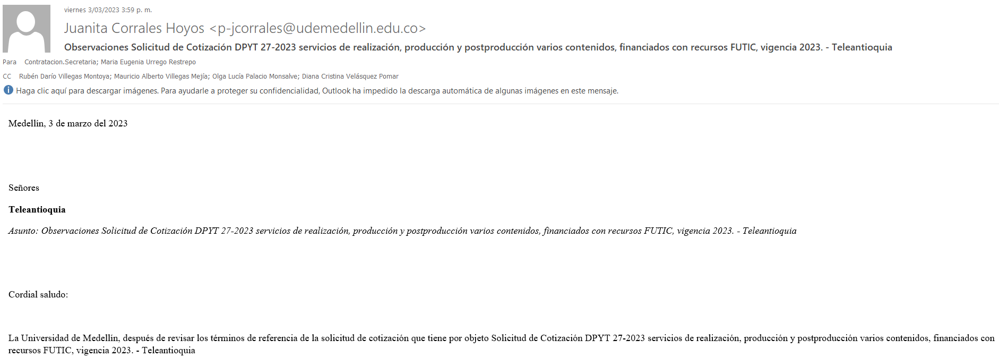 viernes 3/03/2023 3:59 p. m.
Juanita Corrales Hoyos <p-jcorrales@udemedellin.edu.co>
Observaciones Solicitud de Cotización DPYT 27-2023 servicios de realización, producción y postproducción varios contenidos, financiados con recursos FUTIC, vigencia 2023. - Teleantioquia
Para Contratacion.Secretaria; Maria Eugenia Urrego Restrepo
CC Rubén Darío Villegas Montoya; Mauricio Alberto Villegas Mejía; Olga Lucía Palacio Monsalve; Diana Cristina Velásquez Pomar
Haga clic aquí para descargar imágenes. Para ayudarle a proteger su confidencialidad, Outlook ha impedido la descarga automática de algunas imágenes en este mensaje.
Medellín, 3 de marzo del 2023
Señores
Teleantioquia
Asunto: Observaciones Solicitud de Cotización DPYT 27-2023 servicios de realización, producción y postproducción varios contenidos, financiados con recursos FUTIC, vigencia 2023. - Teleantioquia
Cordial saludo:
La Universidad de Medellín, después de revisar los términos de referencia de la solicitud de cotización que tiene por objeto Solicitud de Cotización DPYT 27-2023 servicios de realización, producción y postproducción varios contenidos, financiados con
recursos FUTIC, vigencia 2023. - Teleantioquia